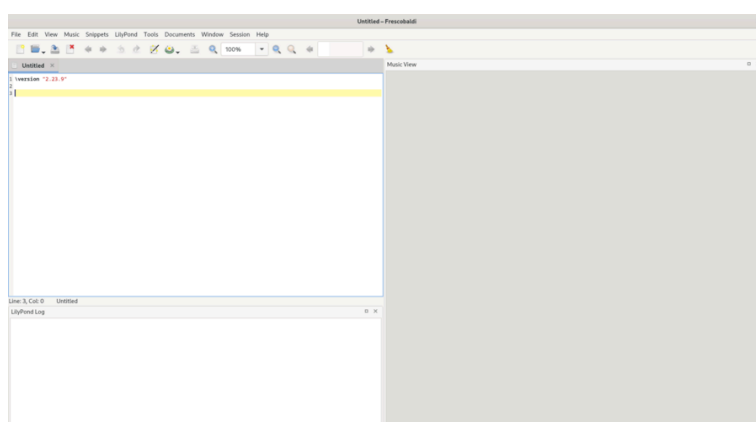 Untitled – Frescobaldi
File Edit View Music Snippets LilyPond Tools Documents Window Session Help
100%
Untitled
Music View
1 \version "2.23.9"
2
3
Line: 3, Col: 0 Untitled
LilyPond Log